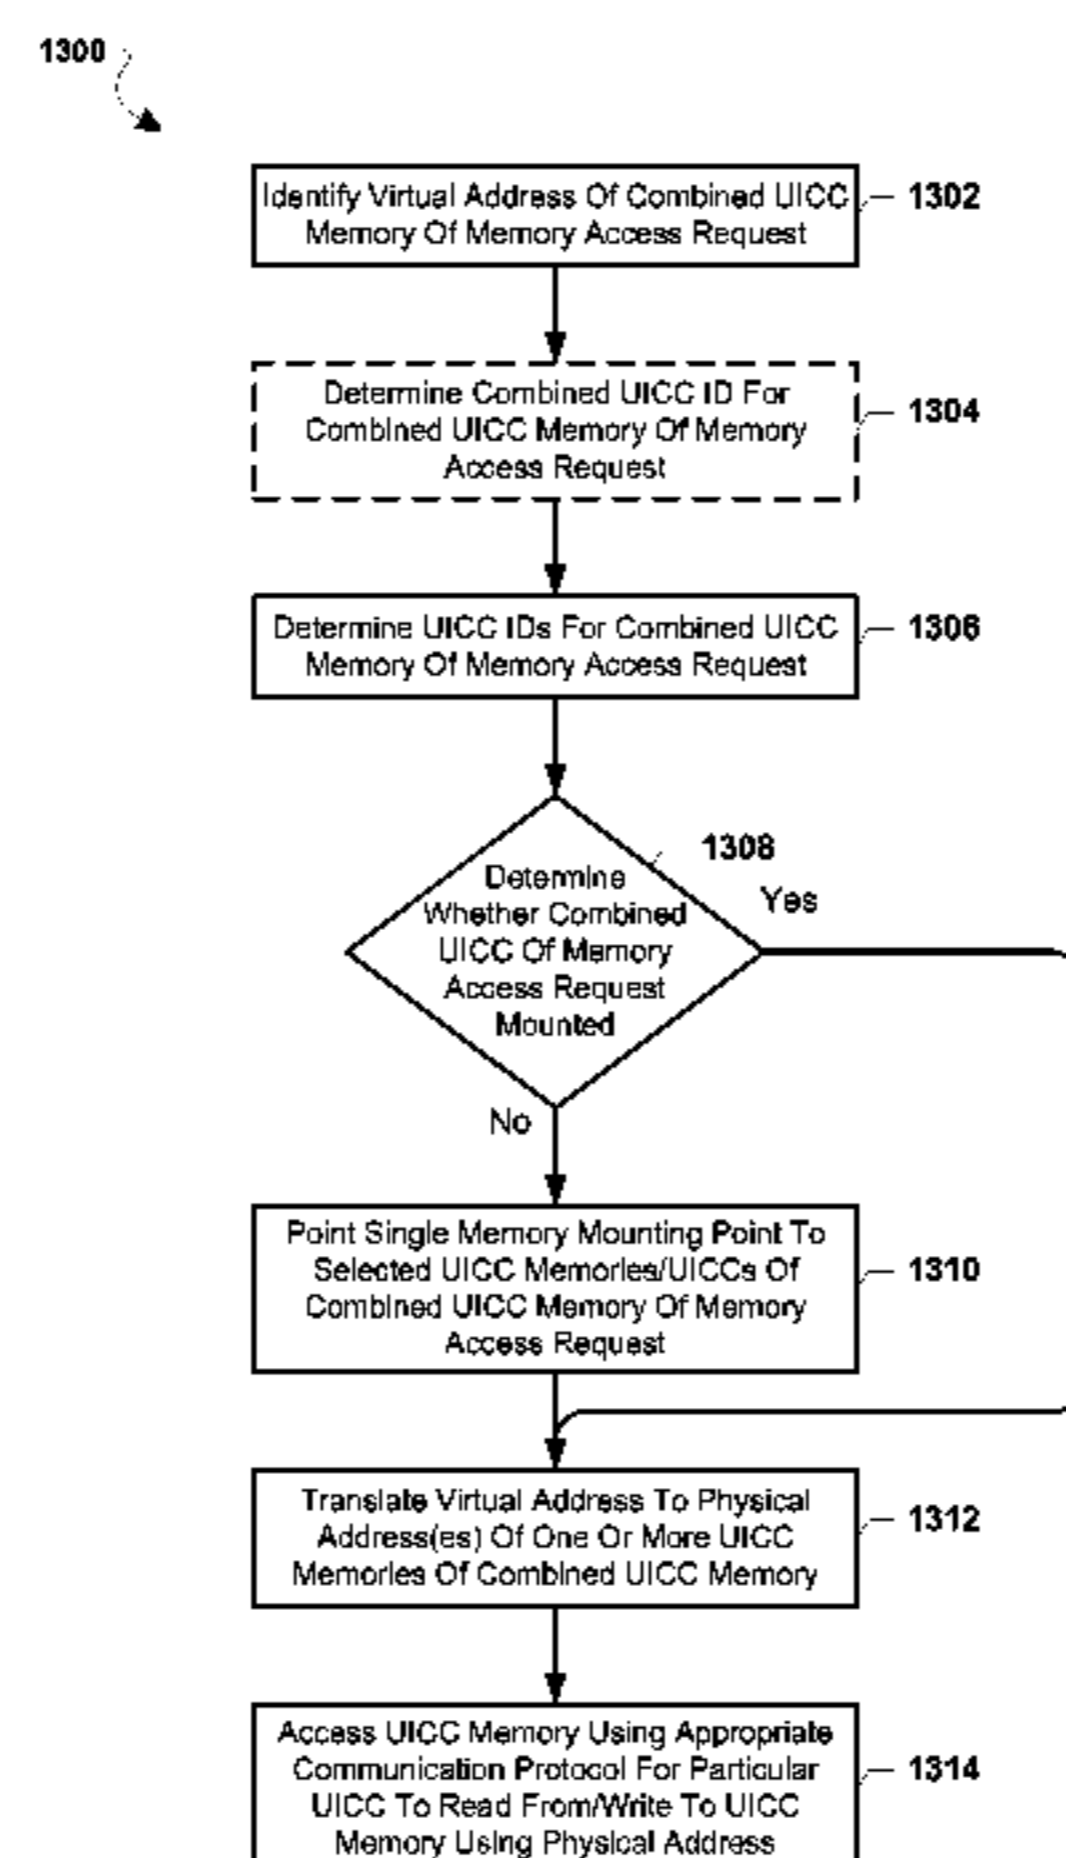 1300
Identify Virtual Address Of Combined UICC
Memory Of Memory Access Request
1302
Determine Combined UICC ID For
Combined UICC Memory Of Memory
Access Request
1304
Determine UICC IDs For Combined UICC
Memory Of Memory Access Request
1306
Determine
Whether Combined
UICC Of Memory
Access Request
Mounted
1308
Yes
No
Point Single Memory Mounting Point To
Selected UICC Memories/UICCs Of
Combined UICC Memory Of Memory
Access Request
1310
Translate Virtual Address To Physical
Address(es) Of One Or More UICC
Memories Of Combined UICC Memory
1312
Access UICC Memory Using Appropriate
Communication Protocol For Particular
UICC To Read From/Write To UICC
Memory Using Physical Address
1314